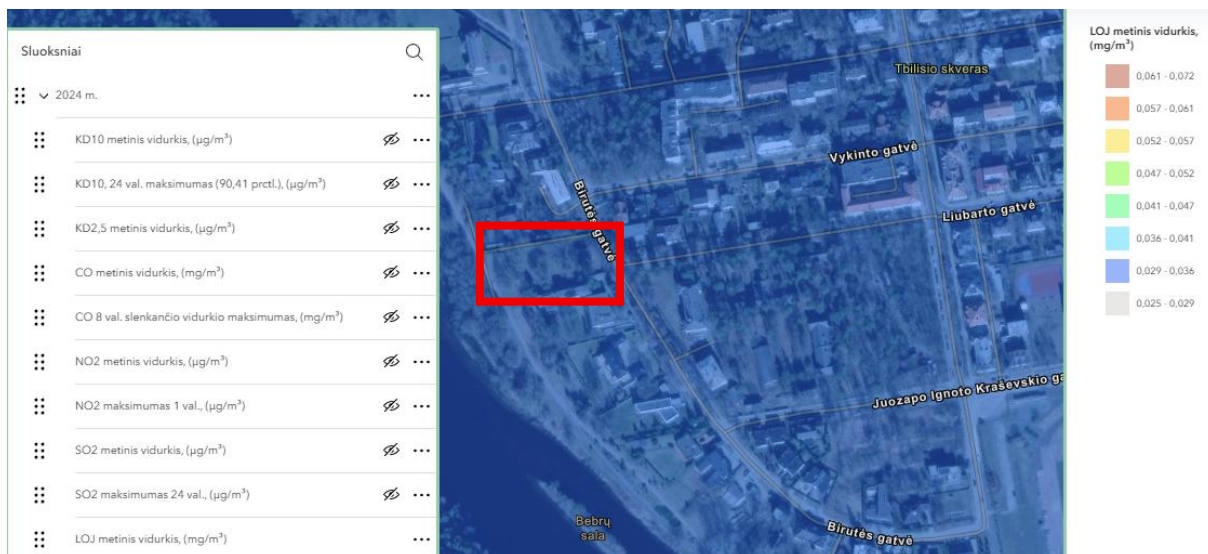 Sluoksniai
2024 m.
KD10 metinis vidurkis, (µg/m³)
KD10, 24 val. maksimumas (90,41 prctl.), (µg/m³)
KD2,5 metinis vidurkis, (µg/m³)
CO metinis vidurkis, (mg/m³)
CO 8 val. slenkančio vidurkio maksimumas, (mg/m³)
NO2 metinis vidurkis, (µg/m³)
NO2 maksimumas 1 val., (µg/m³)
SO2 metinis vidurkis, (µg/m³)
SO2 maksimumas 24 val., (µg/m³)
LOJ metinis vidurkis, (mg/m³)
Tbilisio skveras
Vykinto gatvė
Birutės gatvė
Liubarto gatvė
Juozapo Ignoto Kraševskio ga
Bebrų
sala
Birutės gatvė
LOJ metinis vidurkis,
(mg/m³)
0,061 - 0,072
0,057 - 0,061
0,052 - 0,057
0,047 - 0,052
0,041 - 0,047
0,036 - 0,041
0,029 - 0,036
0,025 - 0,029